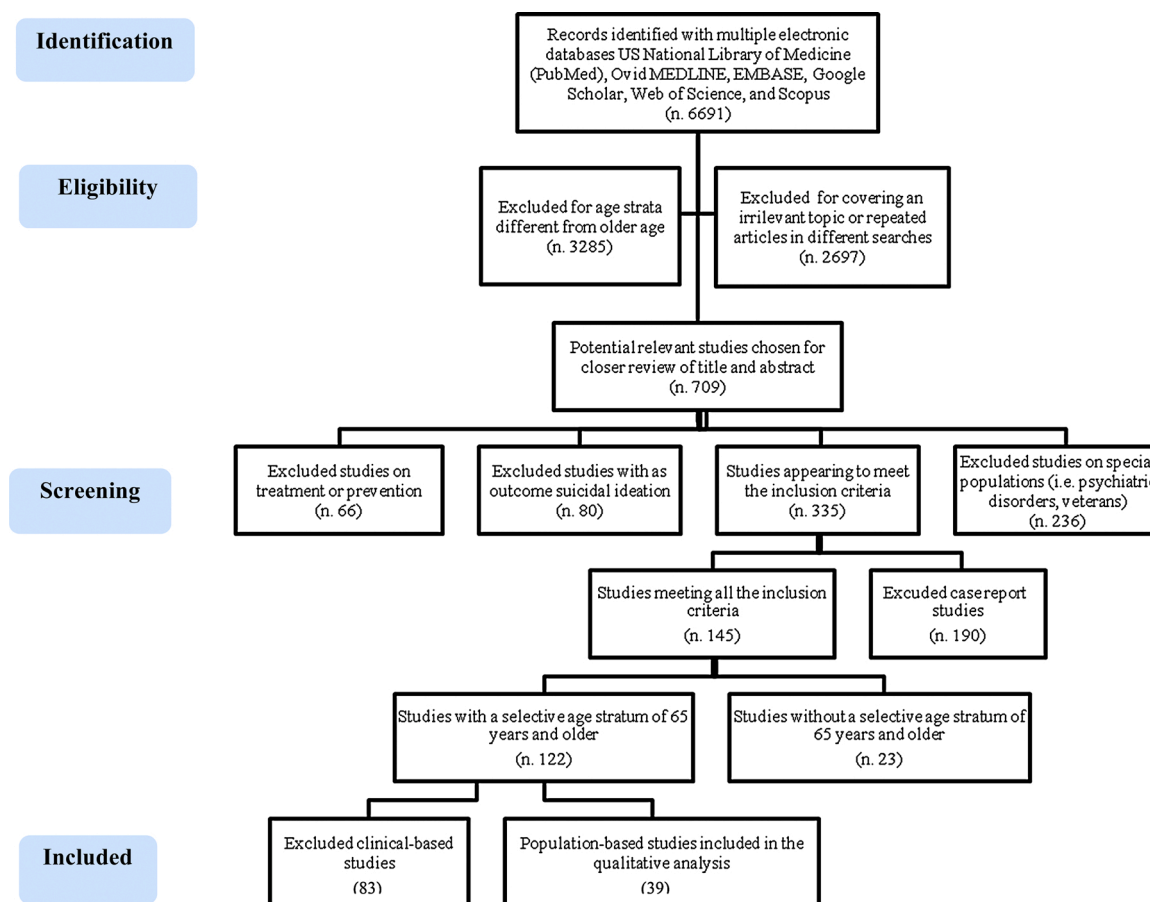 Identification
Records identified with multiple electronic
databases US National Library of Medicine
(PubMed), Ovid MEDLINE, EMBASE, Google
Scholar, Web of Science, and Scopus
(n. 6691)
Eligibility
Excluded for age strata
different from older age
(n. 3285)
Excluded for covering an
irrilevant topic or repeated
articles in different searches
(n. 2697)
Potential relevant studies chosen for
closer review of title and abstract
(n. 709)
Screening
Excluded studies on
treatment or prevention
(n. 66)
Excluded studies with as
outcome suicidal ideation
(n. 80)
Studies appearing to meet
the inclusion criteria
(n. 335)
Excluded studies on special
populations (i.e. psychiatric
disorders, veterans)
(n. 236)
Studies meeting all the inclusion
criteria
(n. 145)
Excuded case report
studies
(n. 190)
Studies with a selective age stratum of 65
years and older
(n. 122)
Studies without a selective age stratum of
65 years and older
(n. 23)
Included
Excluded clinical-based
studies
(83)
Population-based studies included in the
qualitative analysis
(39)